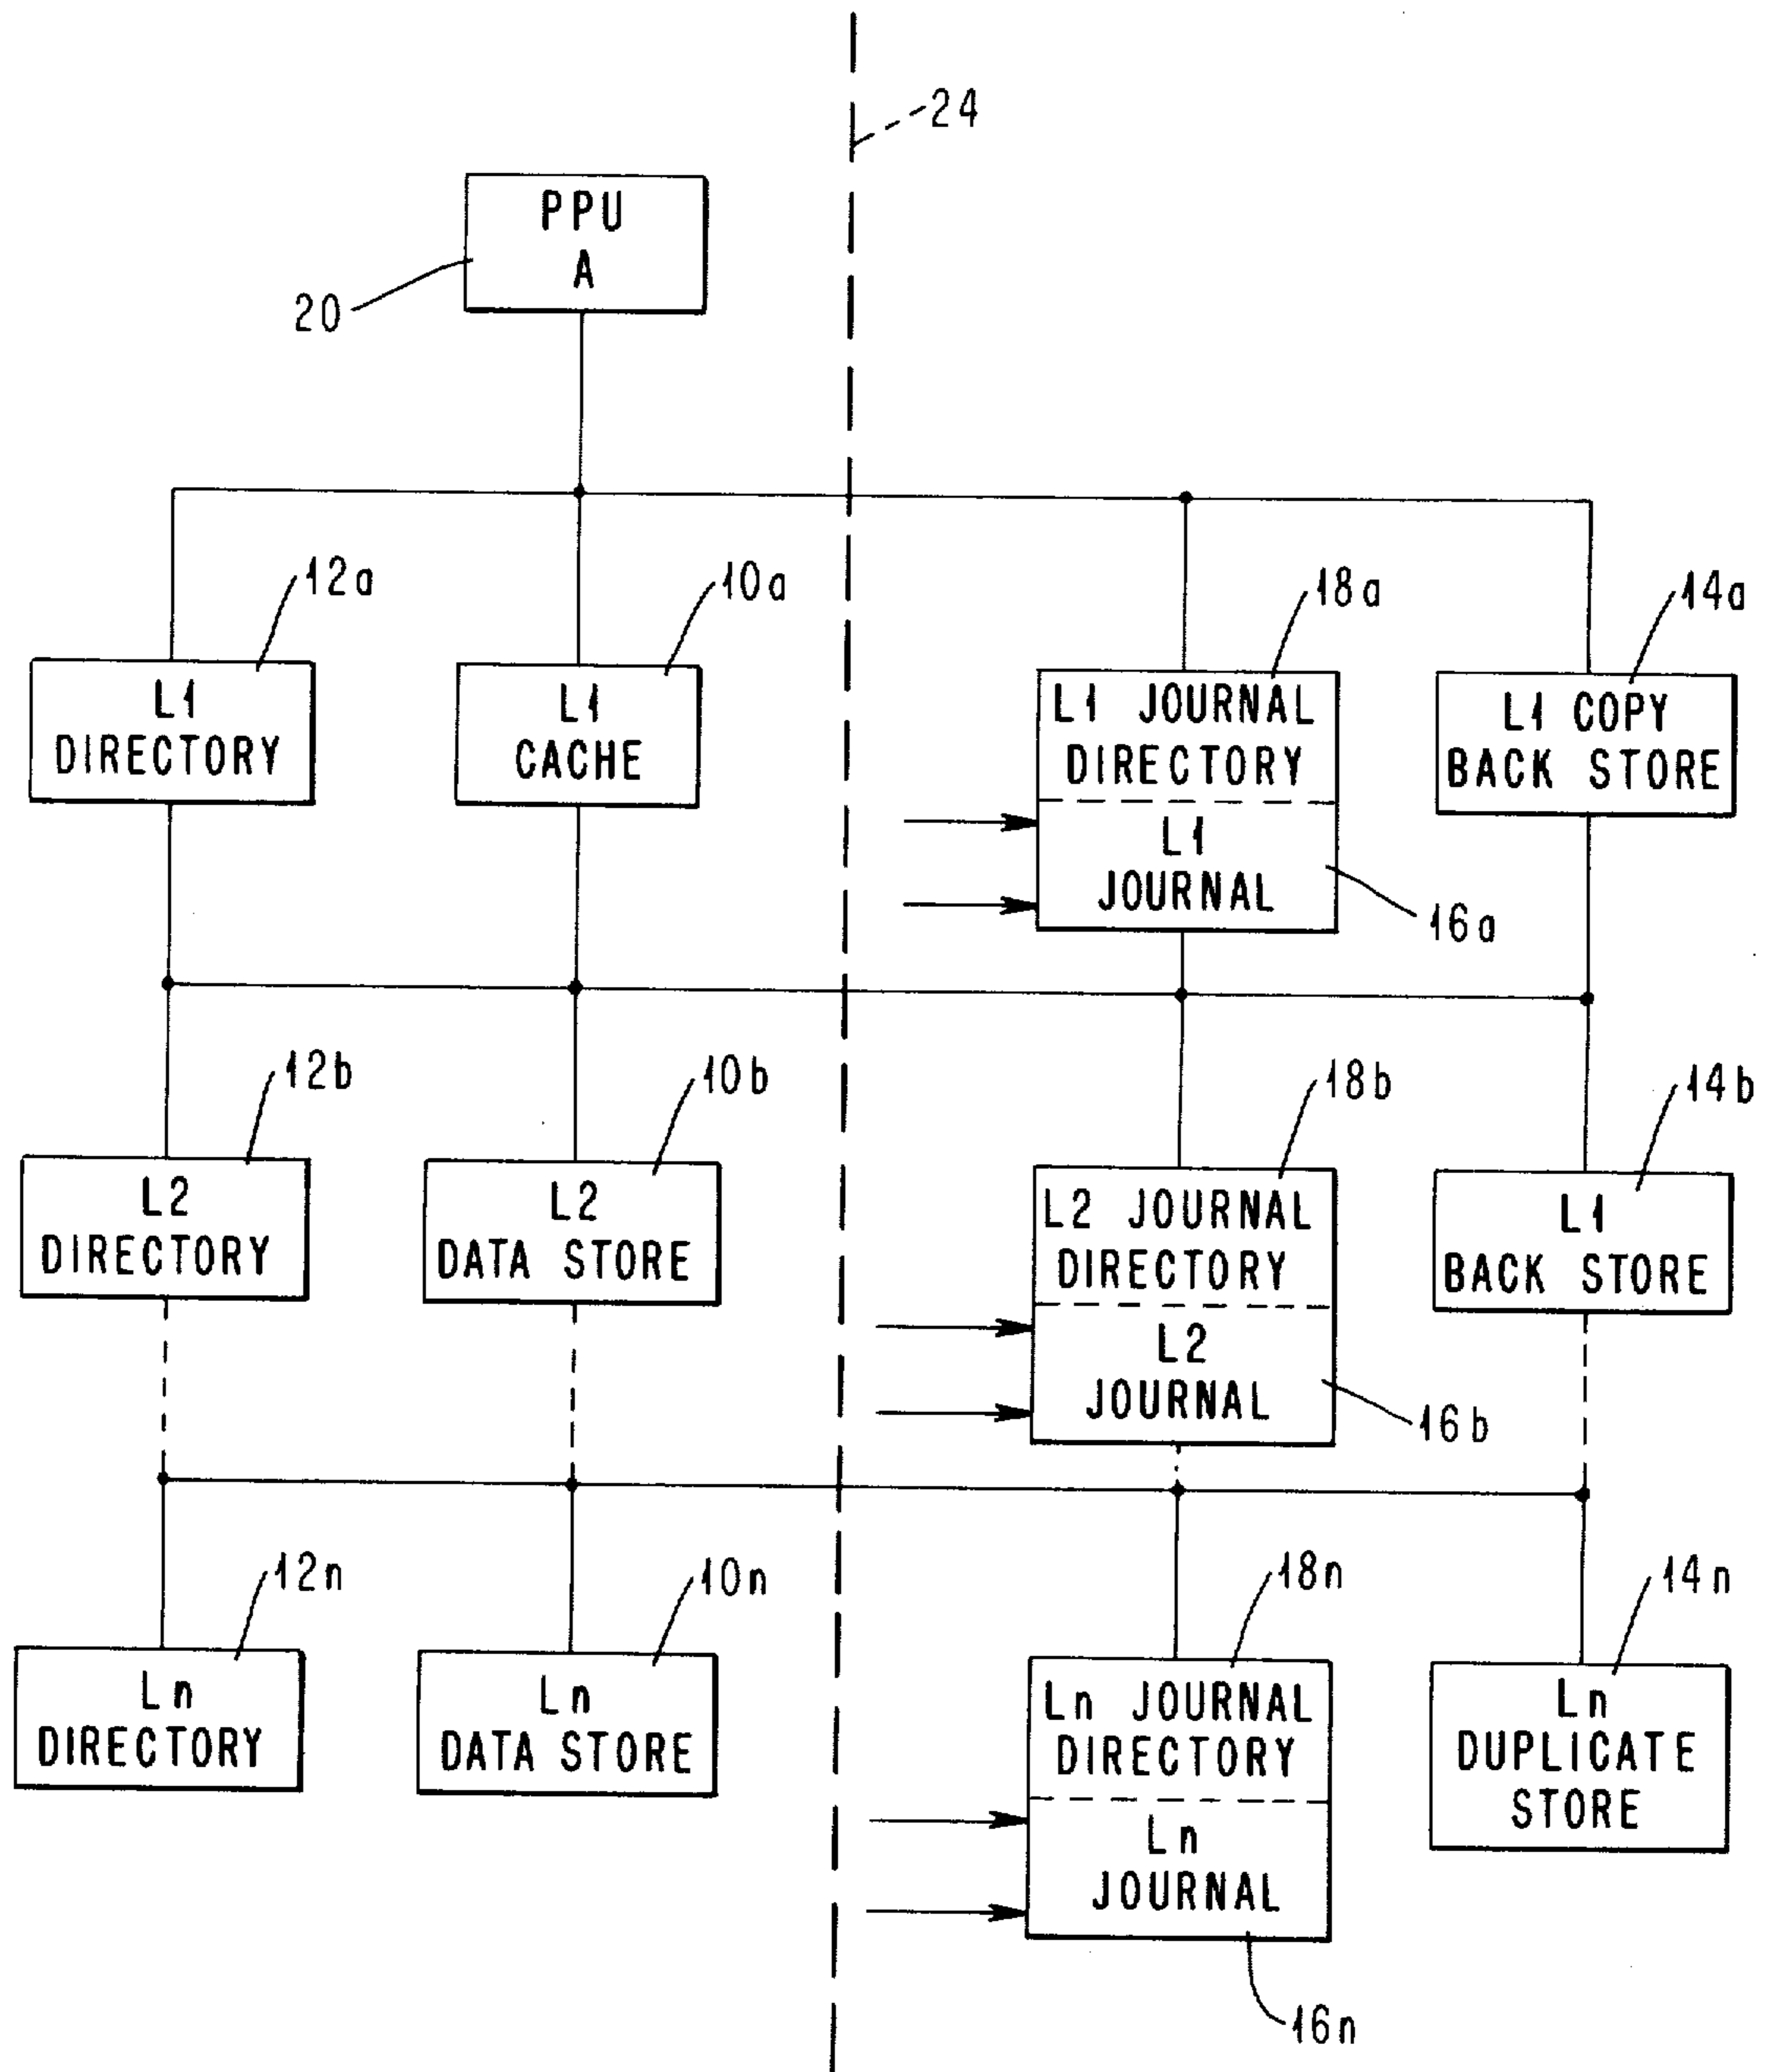 24
PPU
A
20
12a
10a
18a
14a
L1
DIRECTORY
L1
CACHE
L1 JOURNAL
DIRECTORY
L1
JOURNAL
L1 COPY
BACK STORE
16a
12b
10b
18b
14b
L2
DIRECTORY
L2
DATA STORE
L2 JOURNAL
DIRECTORY
L2
JOURNAL
L1
BACK STORE
16b
12n
10n
18n
14n
Ln
DIRECTORY
Ln
DATA STORE
Ln JOURNAL
DIRECTORY
Ln
JOURNAL
Ln
DUPLICATE
STORE
16n